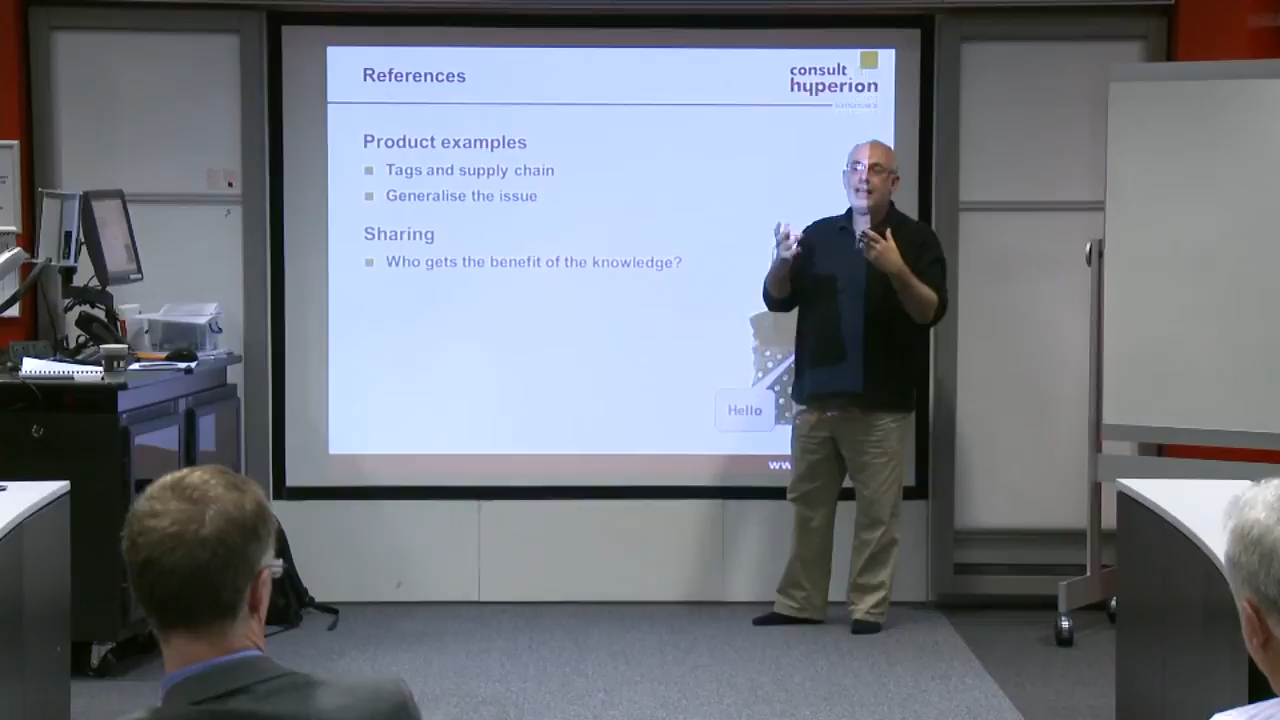 References
consult
hyperion
Product examples
Tags and supply chain
Generalise the issue
Sharing
Who gets the benefit of the knowledge?
Hello
ww